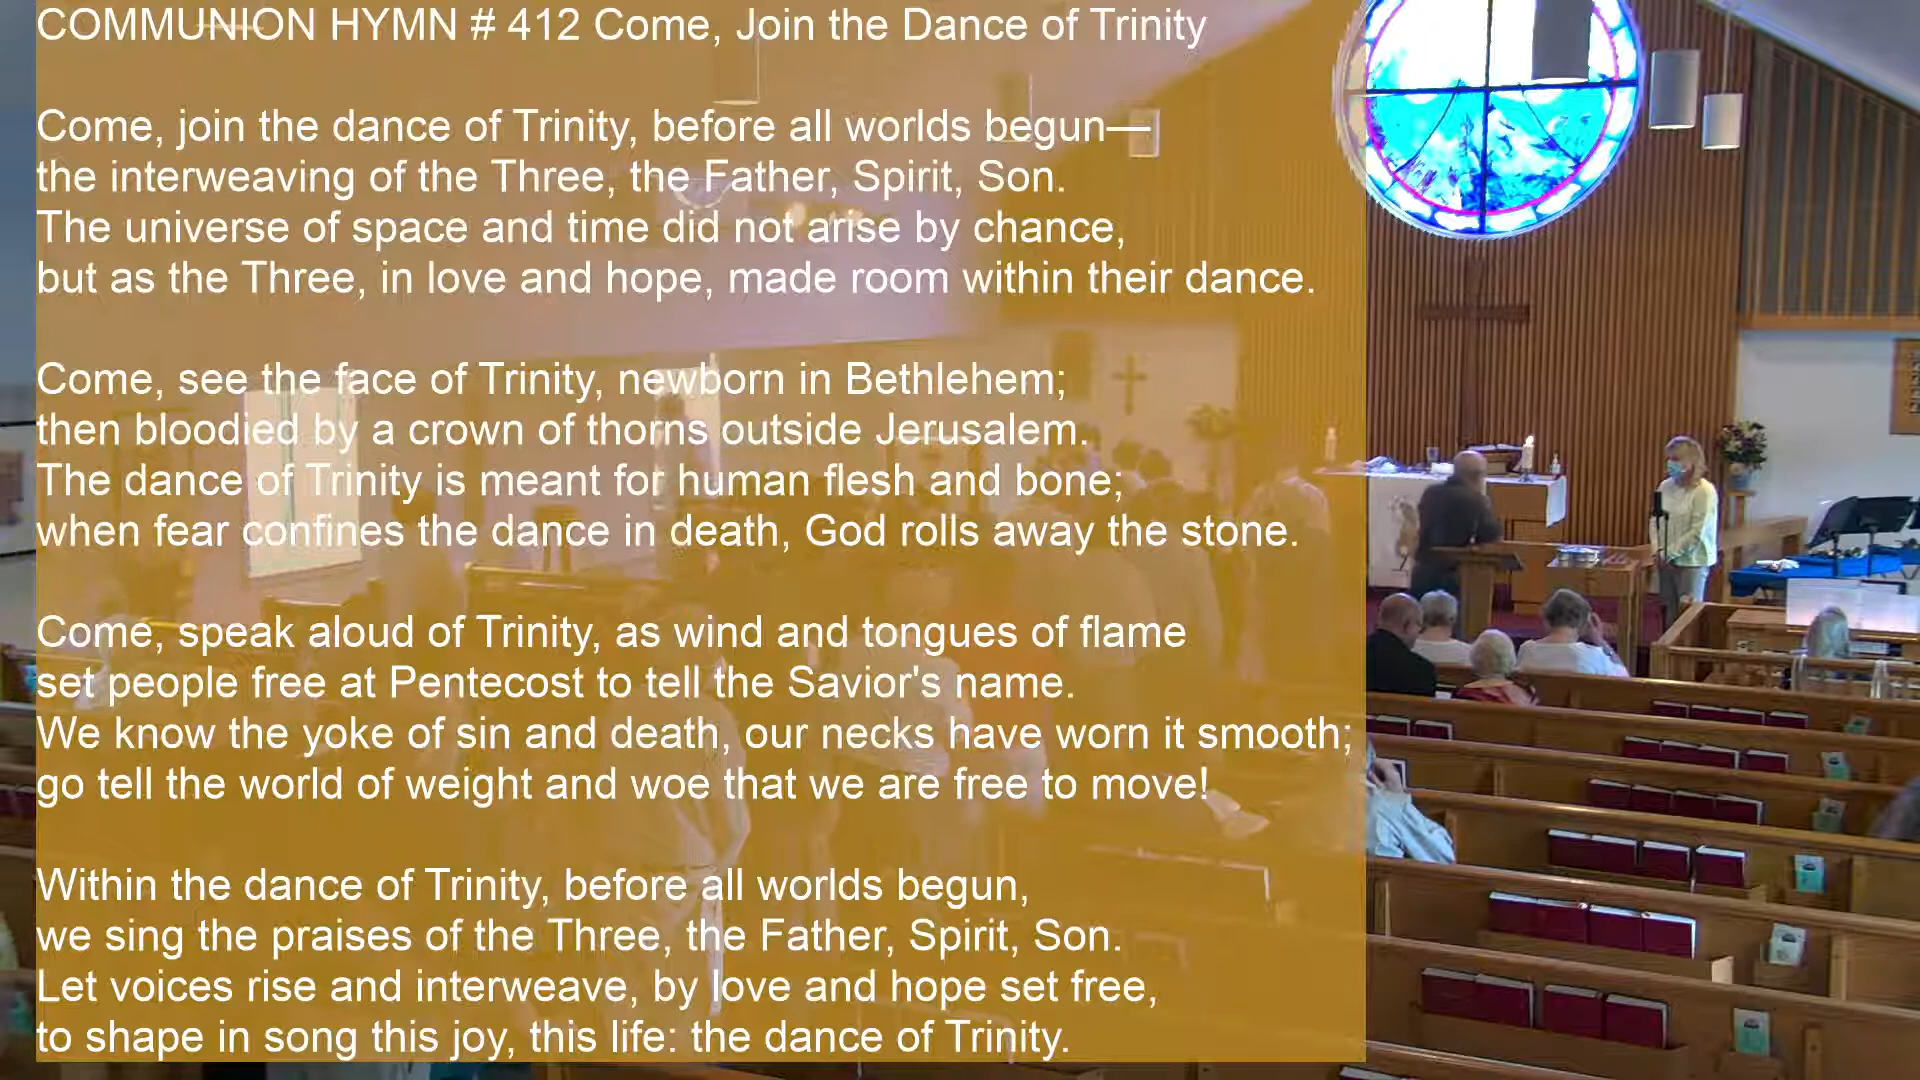 COMMUNION HYMN # 412 Come, Join the Dance of Trinity
Come, join the dance of Trinity, before all worlds begun—
the interweaving of the Three, the Father, Spirit, Son.
The universe of space and time did not arise by chance,
but as the Three, in love and hope, made room within their dance.
Come, see the face of Trinity, newborn in Bethlehem;
then bloodied by a crown of thorns outside Jerusalem.
The dance of Trinity is meant for human flesh and bone;
when fear confines the dance in death, God rolls away the stone.
Come, speak aloud of Trinity, as wind and tongues of flame
set people free at Pentecost to tell the Savior's name.
We know the yoke of sin and death, our necks have worn it smooth;
go tell the world of weight and woe that we are free to move!
Within the dance of Trinity, before all worlds begun,
we sing the praises of the Three, the Father, Spirit, Son.
Let voices rise and interweave, by love and hope set free,
to shape in song this joy, this life: the dance of Trinity.